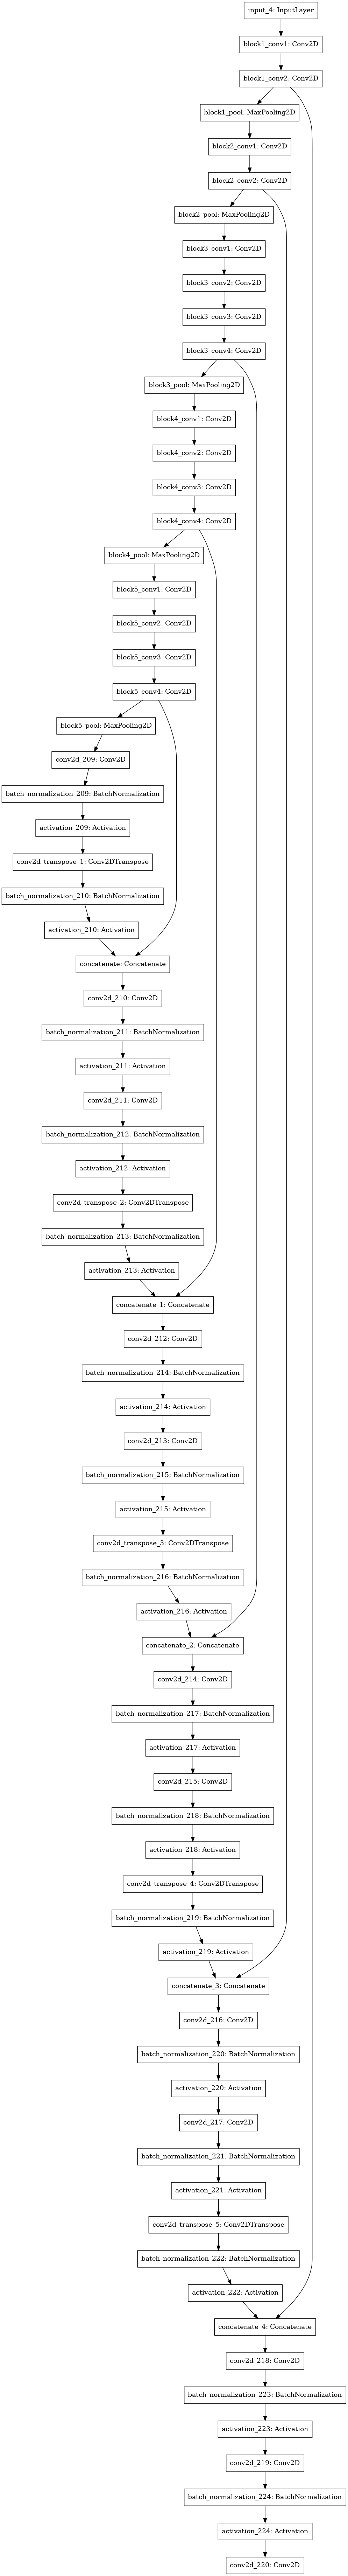 input_4: InputLayer
block1_conv1: Conv2D
block1_conv2: Conv2D
block1_pool: MaxPooling2D
block2_conv1: Conv2D
block2_conv2: Conv2D
block2_pool: MaxPooling2D
block3_conv1: Conv2D
block3_conv2: Conv2D
block3_conv3: Conv2D
block3_conv4: Conv2D
block3_pool: MaxPooling2D
block4_conv1: Conv2D
block4_conv2: Conv2D
block4_conv3: Conv2D
block4_conv4: Conv2D
block4_pool: MaxPooling2D
block5_conv1: Conv2D
block5_conv2: Conv2D
block5_conv3: Conv2D
block5_conv4: Conv2D
block5_pool: MaxPooling2D
conv2d_209: Conv2D
batch_normalization_209: BatchNormalization
activation_209: Activation
conv2d_transpose_1: Conv2DTranspose
batch_normalization_210: BatchNormalization
activation_210: Activation
concatenate: Concatenate
conv2d_210: Conv2D
batch_normalization_211: BatchNormalization
activation_211: Activation
conv2d_211: Conv2D
batch_normalization_212: BatchNormalization
activation_212: Activation
conv2d_transpose_2: Conv2DTranspose
batch_normalization_213: BatchNormalization
activation_213: Activation
concatenate_1: Concatenate
conv2d_212: Conv2D
batch_normalization_214: BatchNormalization
activation_214: Activation
conv2d_213: Conv2D
batch_normalization_215: BatchNormalization
activation_215: Activation
conv2d_transpose_3: Conv2DTranspose
batch_normalization_216: BatchNormalization
activation_216: Activation
concatenate_2: Concatenate
conv2d_214: Conv2D
batch_normalization_217: BatchNormalization
activation_217: Activation
conv2d_215: Conv2D
batch_normalization_218: BatchNormalization
activation_218: Activation
conv2d_transpose_4: Conv2DTranspose
batch_normalization_219: BatchNormalization
activation_219: Activation
concatenate_3: Concatenate
conv2d_216: Conv2D
batch_normalization_220: BatchNormalization
activation_220: Activation
conv2d_217: Conv2D
batch_normalization_221: BatchNormalization
activation_221: Activation
conv2d_transpose_5: Conv2DTranspose
batch_normalization_222: BatchNormalization
activation_222: Activation
concatenate_4: Concatenate
conv2d_218: Conv2D
batch_normalization_223: BatchNormalization
activation_223: Activation
conv2d_219: Conv2D
batch_normalization_224: BatchNormalization
activation_224: Activation
conv2d_220: Conv2D